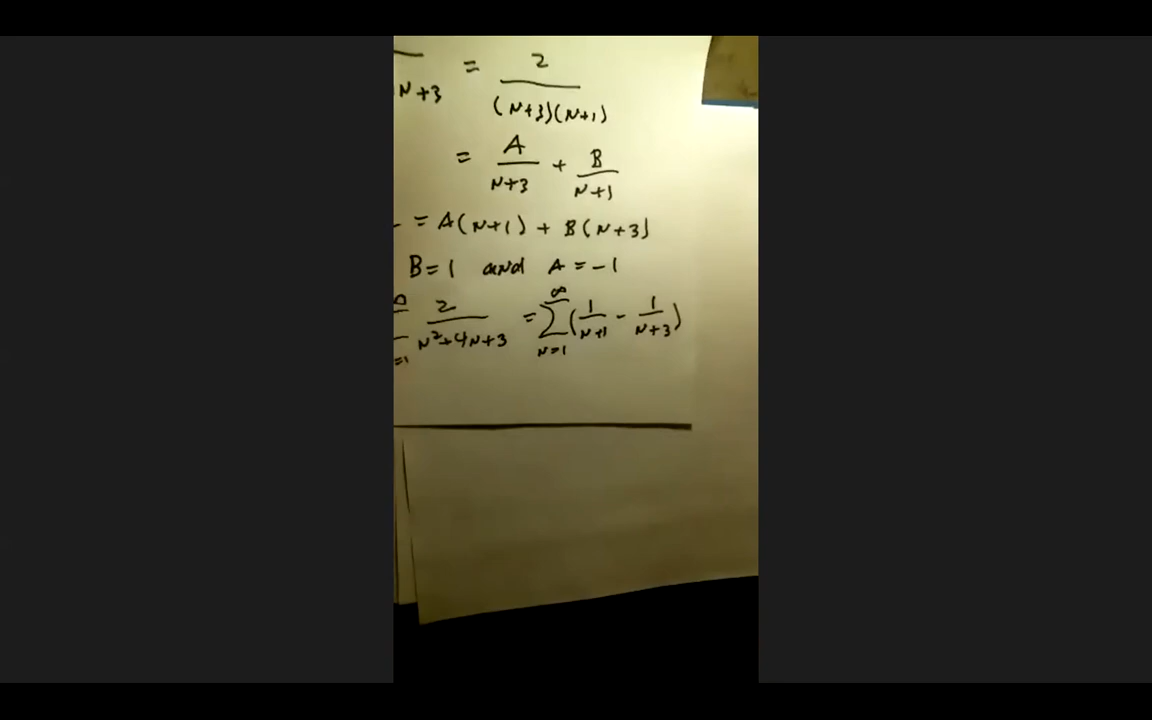 N+3 = 2/((N+3)(N+1))
= A/(N+3) + B/(N+1)
= A(N+1) + B(N+3)
B=1 and A=-1
2/(N²+4N+3) = ∑_{N=1}^{∞} (1/(N+1) - 1/(N+3))
=1